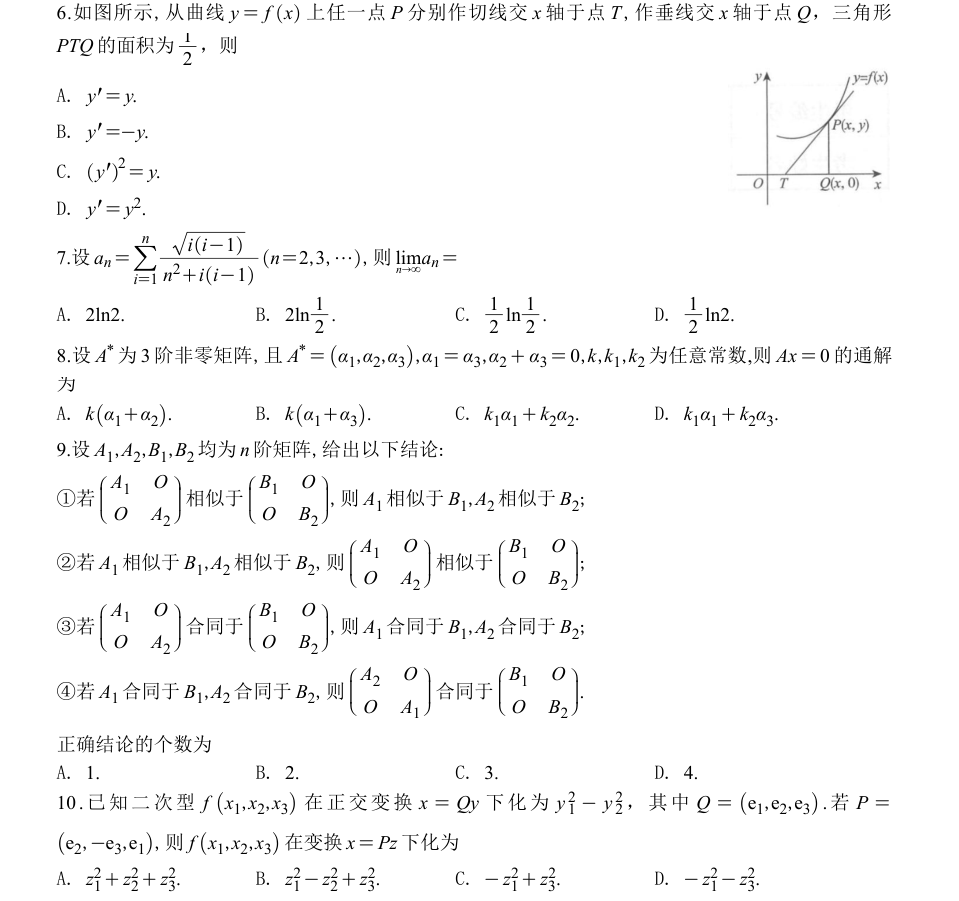 6.如图所示, 从曲线 y = f(x) 上任一点 P 分别作切线交 x 轴于点 T, 作垂线交 x 轴于点 Q，三角形
PTQ 的面积为 1/2，则
A. y′ = y.
B. y′ = −y.
C. (y′)² = y.
D. y′ = y².
y
y=f(x)
P(x, y)
O T Q(x, 0) x
7.设 aₙ = ∑_{i=1}^{n} √(i(i−1)) / (n²+i(i−1)) (n=2,3,⋯), 则 lim_{n→∞} aₙ =
A. 2ln2. B. 2ln 1/2. C. 1/2 ln 1/2. D. 1/2 ln2.
8.设 A* 为 3 阶非零矩阵, 且 A* = (α₁,α₂,α₃), α₁ = α₃, α₂ + α₃ = 0, k, k₁, k₂ 为任意常数,则 Ax = 0 的通解
为
A. k(α₁+α₂). B. k(α₁+α₃). C. k₁α₁ + k₂α₂. D. k₁α₁ + k₂α₃.
9.设 A₁,A₂,B₁,B₂ 均为 n 阶矩阵, 给出以下结论:
①若 (A₁ O; O A₂) 相似于 (B₁ O; O B₂), 则 A₁ 相似于 B₁,A₂ 相似于 B₂;
②若 A₁ 相似于 B₁,A₂ 相似于 B₂, 则 (A₁ O; O A₂) 相似于 (B₁ O; O B₂);
③若 (A₁ O; O A₂) 合同于 (B₁ O; O B₂), 则 A₁ 合同于 B₁,A₂ 合同于 B₂;
④若 A₁ 合同于 B₁,A₂ 合同于 B₂, 则 (A₂ O; O A₁) 合同于 (B₁ O; O B₂).
正确结论的个数为
A. 1. B. 2. C. 3. D. 4.
10.已知二次型 f(x₁,x₂,x₃) 在正交变换 x = Qy 下化为 y₁² − y₂², 其中 Q = (e₁,e₂,e₃).若 P =
(e₂, −e₃,e₁), 则 f(x₁,x₂,x₃) 在变换 x = Pz 下化为
A. z₁²+z₂²+z₃². B. z₁²−z₂²+z₃². C. −z₁²+z₃². D. −z₁²−z₃².